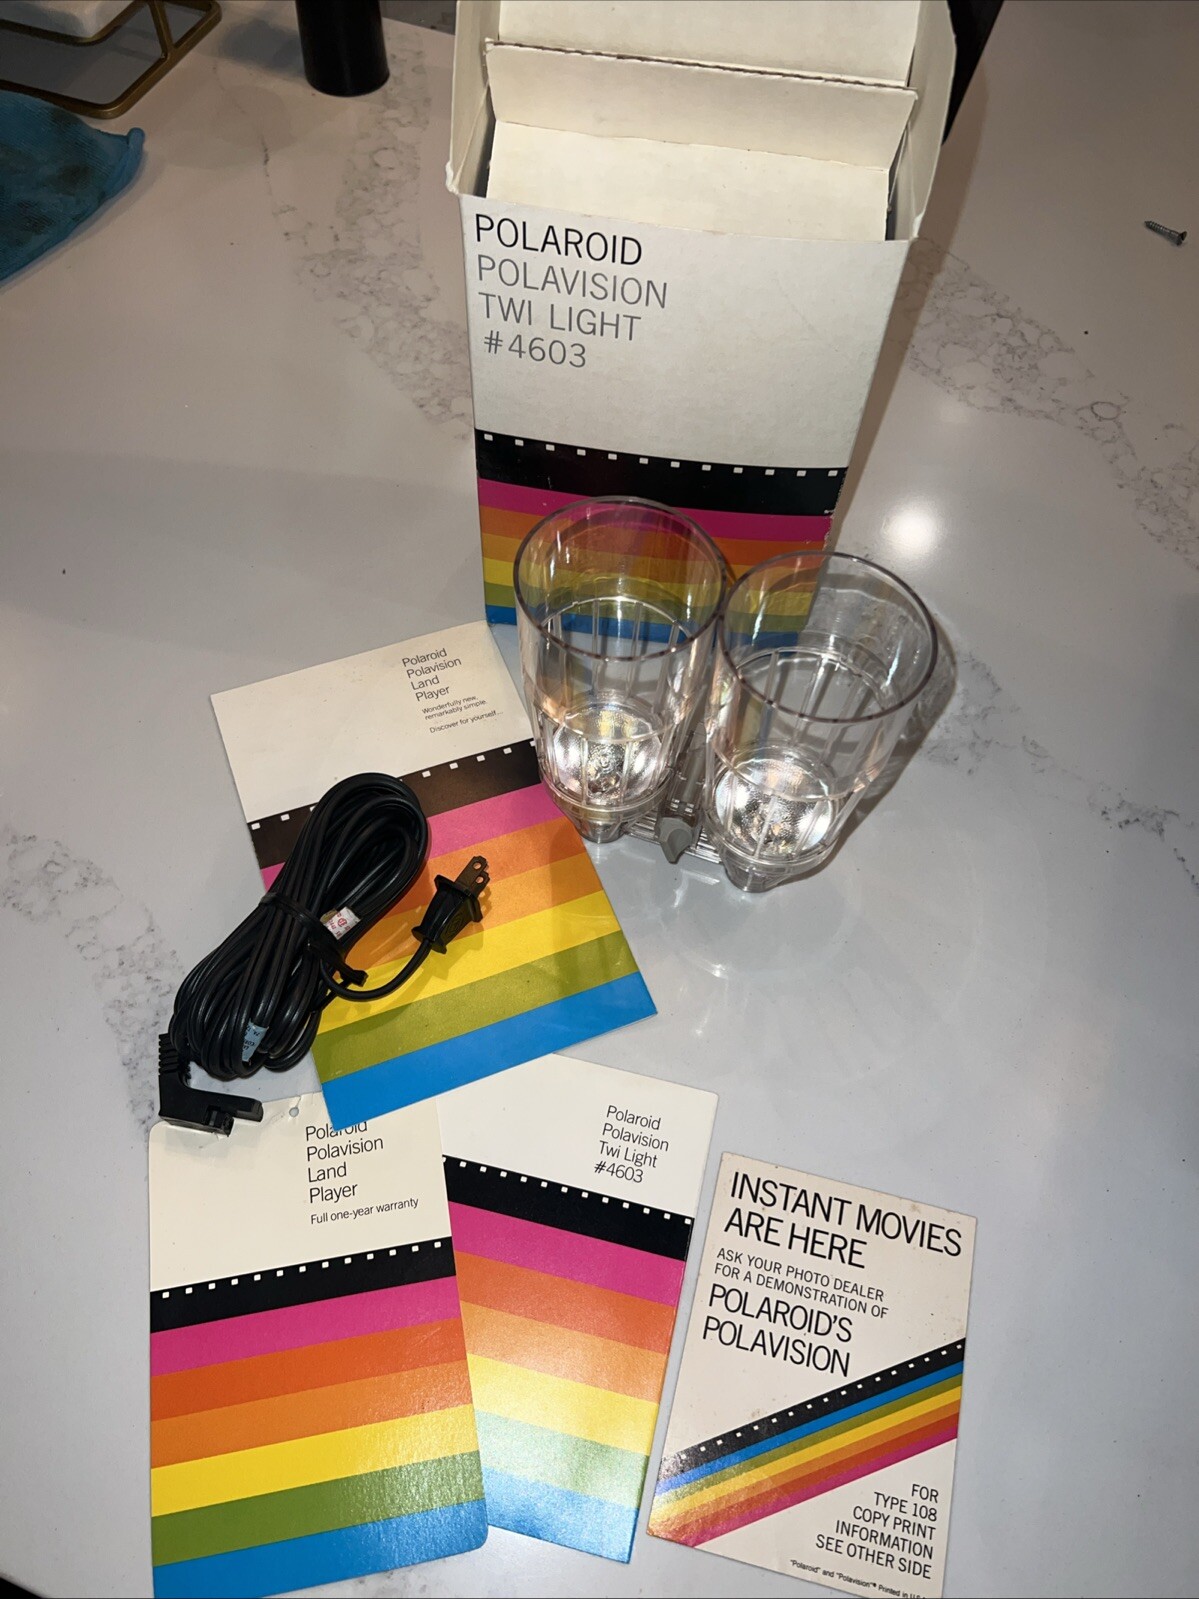 POLAROID
POLAVISION
TWI LIGHT
#4603
Polaroid
Polavision
Land
Player
Wonderfully new,
remarkably simple.
Discover for yourself...
Polaroid
Polavision
Land
Player
Full one-year warranty
Polaroid
Polavision
Twi Light
#4603
INSTANT MOVIES
ARE HERE
ASK YOUR PHOTO DEALER
FOR A DEMONSTRATION OF
POLAROID'S
POLAVISION
FOR
TYPE 108
COPY PRINT
INFORMATION
SEE OTHER SIDE
"Polaroid" and "Polavision"® Printed in U.S.A.